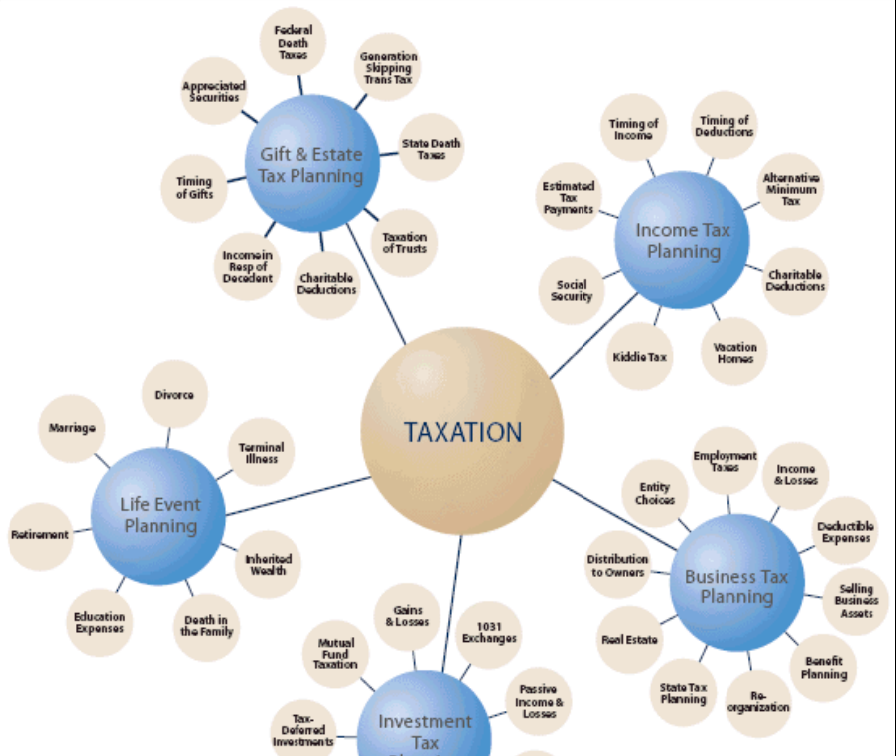 Federal
Death
Taxes
Generation
Skipping
Trans Tax
Appreciated
Securities
State Death
Taxes
Gift & Estate
Tax Planning
Timing
of Gifts
Taxation
of Trusts
Income in
Resp of
Decedent
Charitable
Deductions
Timing of
Income
Timing of
Deductions
Estimated
Tax
Payments
Alternative
Minimum
Tax
Income Tax
Planning
Social
Security
Charitable
Deductions
Kiddie Tax
Vacation
Homes
TAXATION
Divorce
Marriage
Terminal
Illness
Life Event
Planning
Retirement
Inherited
Wealth
Education
Expenses
Death in
the Family
Employment
Taxes
Income
& Losses
Entity
Choices
Deductible
Expenses
Distribution
to Owners
Business Tax
Planning
Selling
Business
Assets
Real Estate
Benefit
Planning
State Tax
Planning
Re-
organization
Gains
& Losses
1031
Exchanges
Mutual
Fund
Taxation
Passive
Income &
Losses
Tax-
Deferred
Investments
Investment
Tax